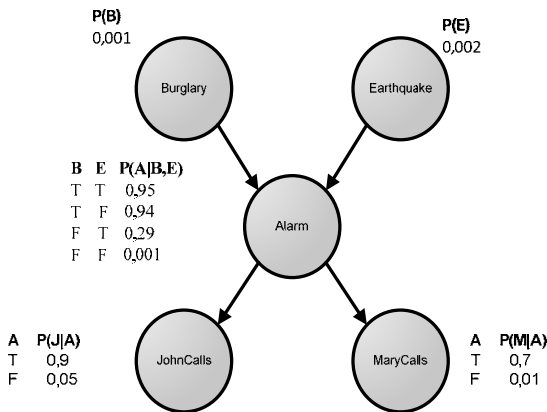 P(B)
0,001
P(E)
0,002
Burglary
Earthquake
B E P(A|B,E)
T T 0,95
T F 0,94
F T 0,29
F F 0,001
Alarm
A P(J|A)
T 0,9
F 0,05
JohnCalls
MaryCalls
A P(M|A)
T 0,7
F 0,01